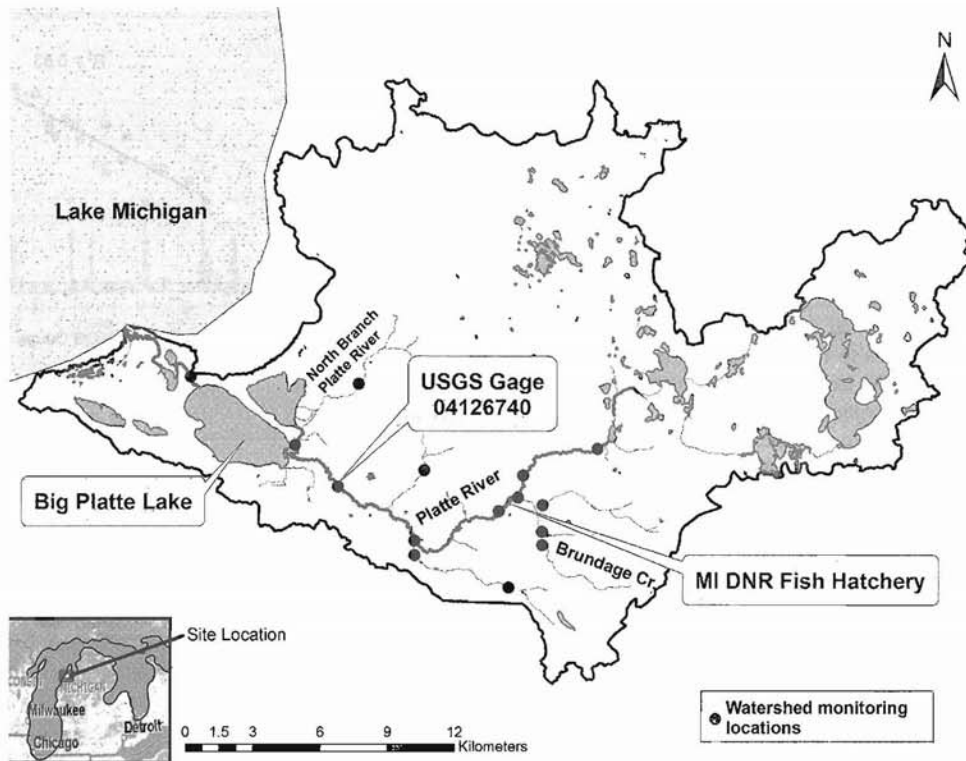 N
Lake Michigan
North Branch
Platte River
USGS Gage
04126740
Big Platte Lake
Platte River
Brundage Cr.
MI DNR Fish Hatchery
Site Location
MICHIGAN
Milwaukee
Detroit
Chicago
0 1.5 3 6 9 12
Kilometers
Watershed monitoring
locations